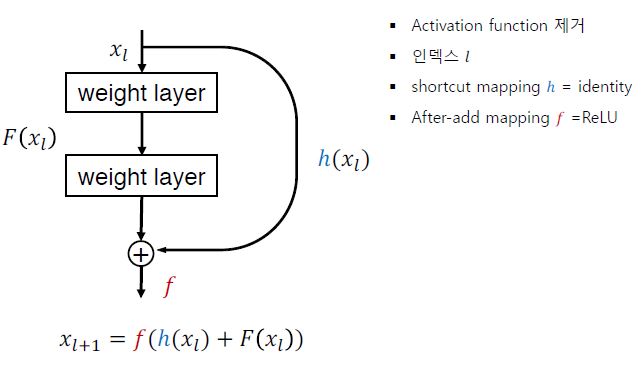 x_l
weight layer
F(x_l)
weight layer
h(x_l)
+
f
x_{l+1} = f(h(x_l) + F(x_l))
▪ Activation function 제거
▪ 인덱스 l
▪ shortcut mapping h = identity
▪ After-add mapping f =ReLU